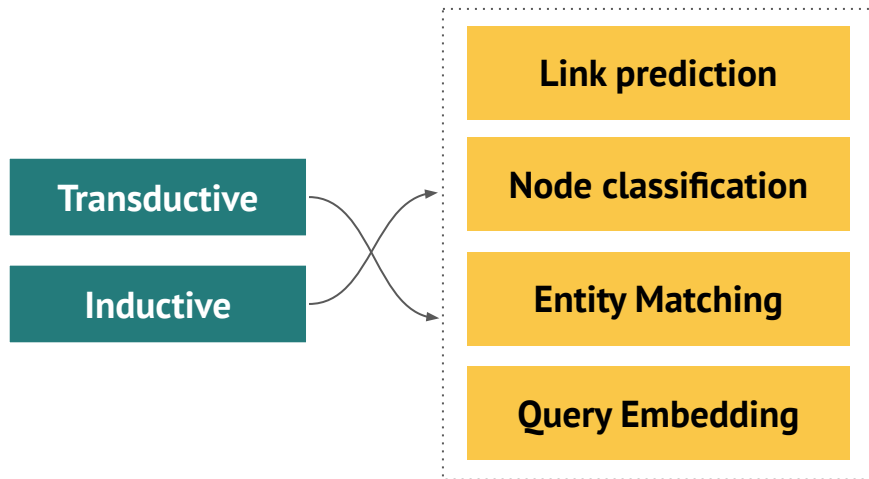 Transductive
Inductive
Link prediction
Node classification
Entity Matching
Query Embedding